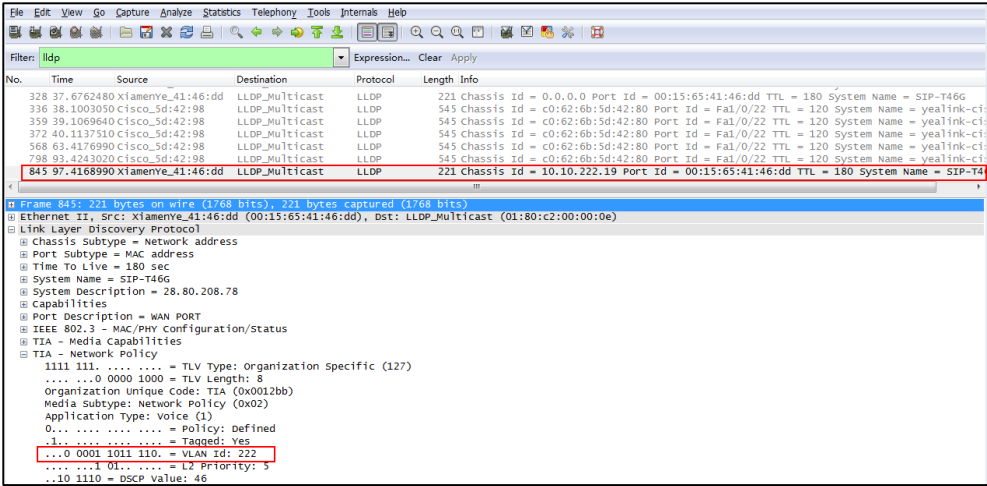 File Edit View Go Capture Analyze Statistics Telephony Tools Internals Help
Filter: lldp Expression... Clear Apply
No. Time Source Destination Protocol Length Info
328 37.6762480 XiamenYe_41:46:dd LLDP_Multicast LLDP 221 Chassis Id = 0.0.0.0 Port Id = 00:15:65:41:46:dd TTL = 180 System Name = SIP-T46G
336 38.1003050 Cisco_5d:42:98 LLDP_Multicast LLDP 545 Chassis Id = c0:62:6b:5d:42:80 Port Id = Fa1/0/22 TTL = 120 System Name = yealink-ci
359 39.1069640 Cisco_5d:42:98 LLDP_Multicast LLDP 545 Chassis Id = c0:62:6b:5d:42:80 Port Id = Fa1/0/22 TTL = 120 System Name = yealink-ci
372 40.1137510 Cisco_5d:42:98 LLDP_Multicast LLDP 545 Chassis Id = c0:62:6b:5d:42:80 Port Id = Fa1/0/22 TTL = 120 System Name = yealink-ci
568 63.4176990 Cisco_5d:42:98 LLDP_Multicast LLDP 545 Chassis Id = c0:62:6b:5d:42:80 Port Id = Fa1/0/22 TTL = 120 System Name = yealink-ci
798 93.4243020 Cisco_5d:42:98 LLDP_Multicast LLDP 545 Chassis Id = c0:62:6b:5d:42:80 Port Id = Fa1/0/22 TTL = 120 System Name = yealink-ci
845 97.4168990 XiamenYe_41:46:dd LLDP_Multicast LLDP 221 Chassis Id = 10.10.222.19 Port Id = 00:15:65:41:46:dd TTL = 180 System Name = SIP-T4
Frame 845: 221 bytes on wire (1768 bits), 221 bytes captured (1768 bits)
Ethernet II, Src: XiamenYe_41:46:dd (00:15:65:41:46:dd), Dst: LLDP_Multicast (01:80:c2:00:00:0e)
Link Layer Discovery Protocol
Chassis Subtype = Network address
Port Subtype = MAC address
Time To Live = 180 sec
System Name = SIP-T46G
System Description = 28.80.208.78
Capabilities
Port Description = WAN PORT
IEEE 802.3 - MAC/PHY Configuration/Status
TIA - Media Capabilities
TIA - Network Policy
1111 111. .... .... = TLV Type: Organization Specific (127)
.... ...0 0000 1000 = TLV Length: 8
Organization Unique Code: TIA (0x0012bb)
Media Subtype: Network Policy (0x02)
Application Type: Voice (1)
0... .... .... .... = Policy: Defined
.1.. .... .... .... = Tagged: Yes
...0 0001 1011 110. = VLAN Id: 222
.... ...1 01.. .... = L2 Priority: 5
..10 1110 = DSCP Value: 46